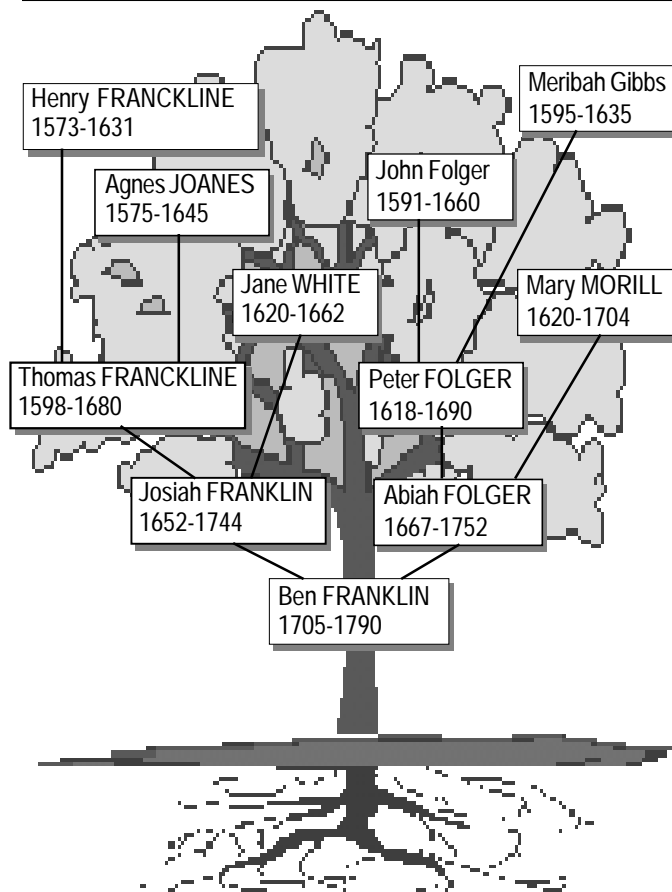 Henry FRANCKLINE
1573-1631
Meribah Gibbs
1595-1635
Agnes JOANES
1575-1645
John Folger
1591-1660
Jane WHITE
1620-1662
Mary MORILL
1620-1704
Thomas FRANCKLINE
1598-1680
Peter FOLGER
1618-1690
Josiah FRANKLIN
1652-1744
Abiah FOLGER
1667-1752
Ben FRANKLIN
1705-1790